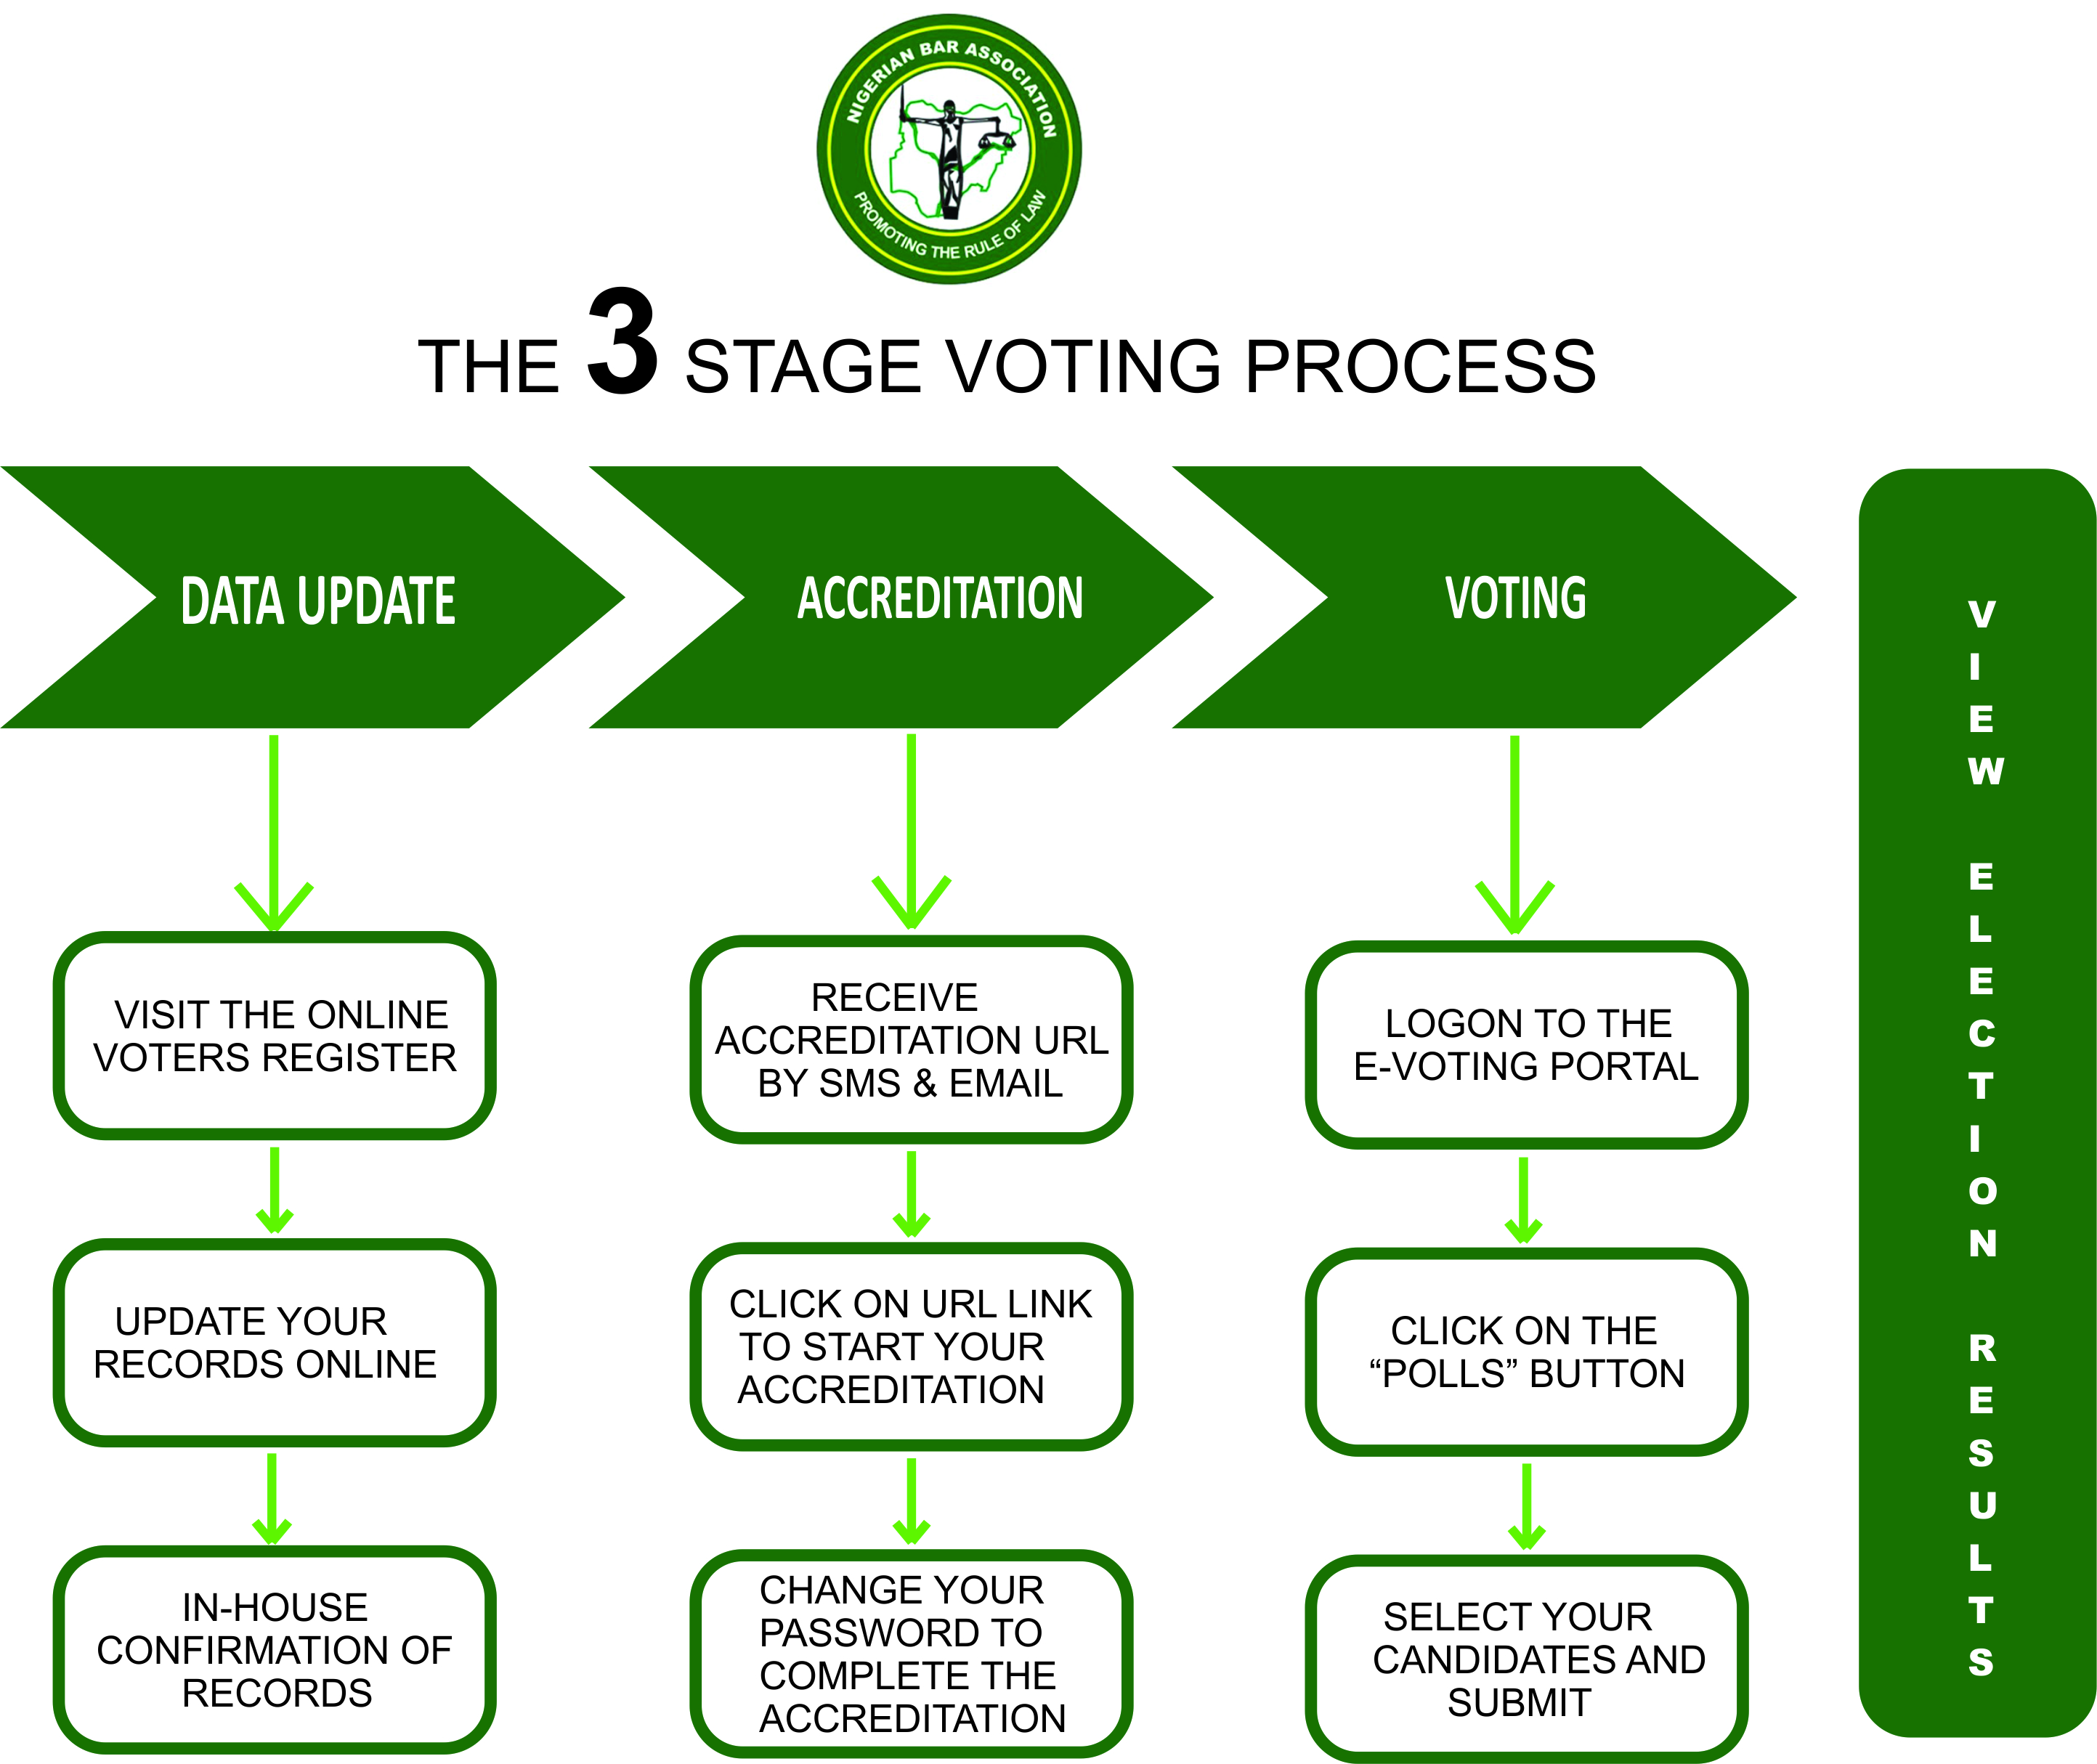 NIGERIAN BAR ASSOCIATION
PROMOTING THE RULE OF LAW
THE 3 STAGE VOTING PROCESS
DATA UPDATE
VISIT THE ONLINE
VOTERS REGISTER
UPDATE YOUR
RECORDS ONLINE
IN-HOUSE
CONFIRMATION OF
RECORDS
ACCREDITATION
RECEIVE
ACCREDITATION URL
BY SMS & EMAIL
CLICK ON URL LINK
TO START YOUR
ACCREDITATION
CHANGE YOUR
PASSWORD TO
COMPLETE THE
ACCREDITATION
VOTING
LOGON TO THE
E-VOTING PORTAL
CLICK ON THE
“POLLS” BUTTON
SELECT YOUR
CANDIDATES AND
SUBMIT
VIEW ELECTION RESULTS